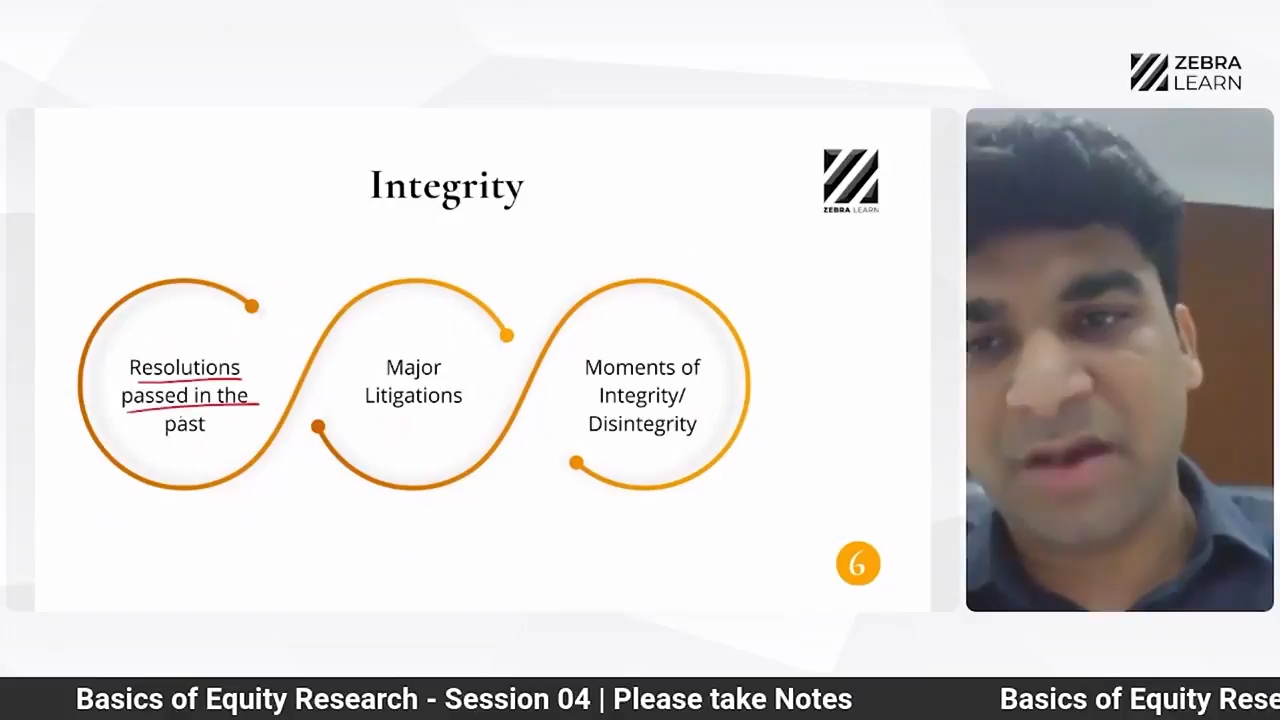 ZEBRA
LEARN
Integrity
ZEBRA LEARN
Resolutions
passed in the
past
Major
Litigations
Moments of
Integrity/
Disintegrity
6
Basics of Equity Research - Session 04 | Please take Notes
Basics of Equity Rese